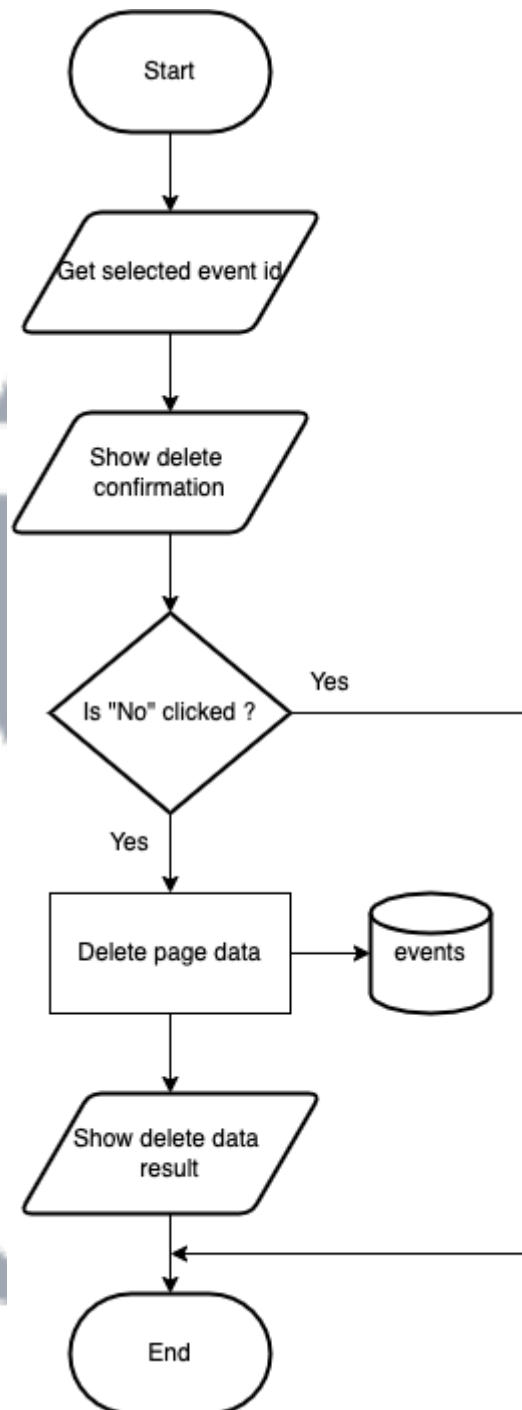 Start
Get selected event id
Show delete
confirmation
Is "No" clicked ?
Yes
Yes
Delete page data
events
Show delete data
result
End